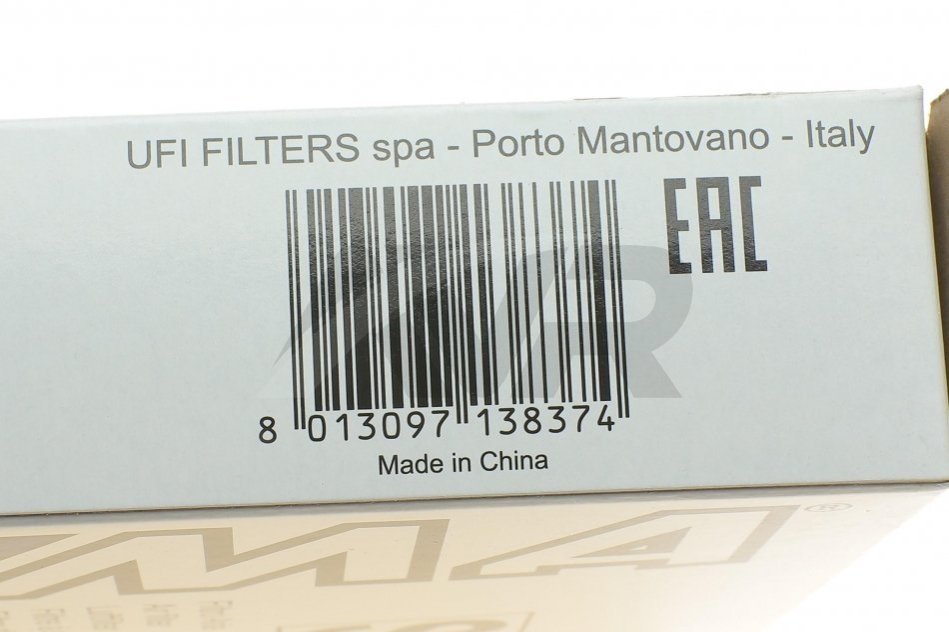 UFI FILTERS spa - Porto Mantovano - Italy
EAC
8 013097 138374
Made in China